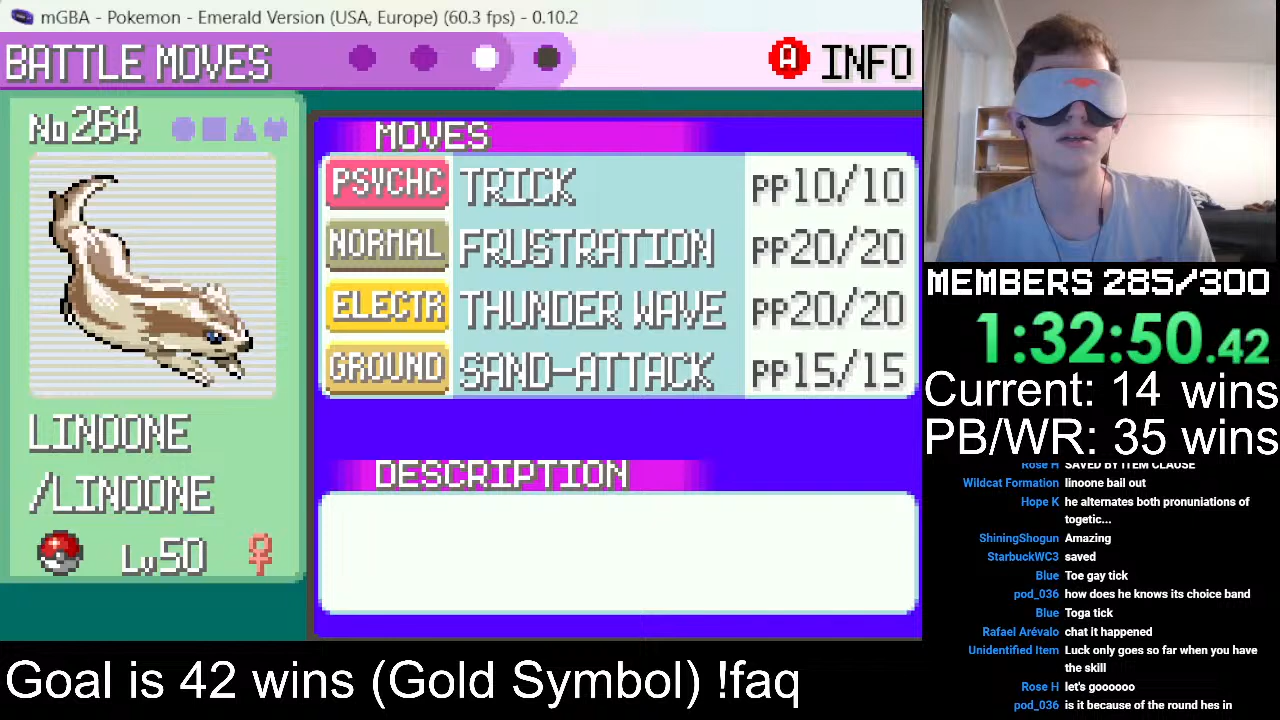 mGBA - Pokemon - Emerald Version (USA, Europe) (60.3 fps) - 0.10.2
BATTLE MOVES
A INFO
No264
MOVES
PSYCHC TRICK PP10/10
NORMAL FRUSTRATION PP20/20
ELECTR THUNDER WAVE PP20/20
GROUND SAND-ATTACK PP15/15
LINOONE
/LINOONE
Lv50 ♀
DESCRIPTION
MEMBERS 285/300
1:32:50.42
Current: 14 wins
PB/WR: 35 wins
Rose H SAVED BY ITEM CLAUSE
Wildcat Formation linoone bail out
Hope K he alternates both pronuniations of
togetic...
ShiningShogun Amazing
StarbuckWC3 saved
Blue Toe gay tick
pod_036 how does he knows its choice band
Blue Toga tick
Rafael Arévalo chat it happened
Unidentified Item Luck only goes so far when you have
the skill
Rose H let's goooooo
pod_036 is it because of the round hes in
Goal is 42 wins (Gold Symbol) !faq